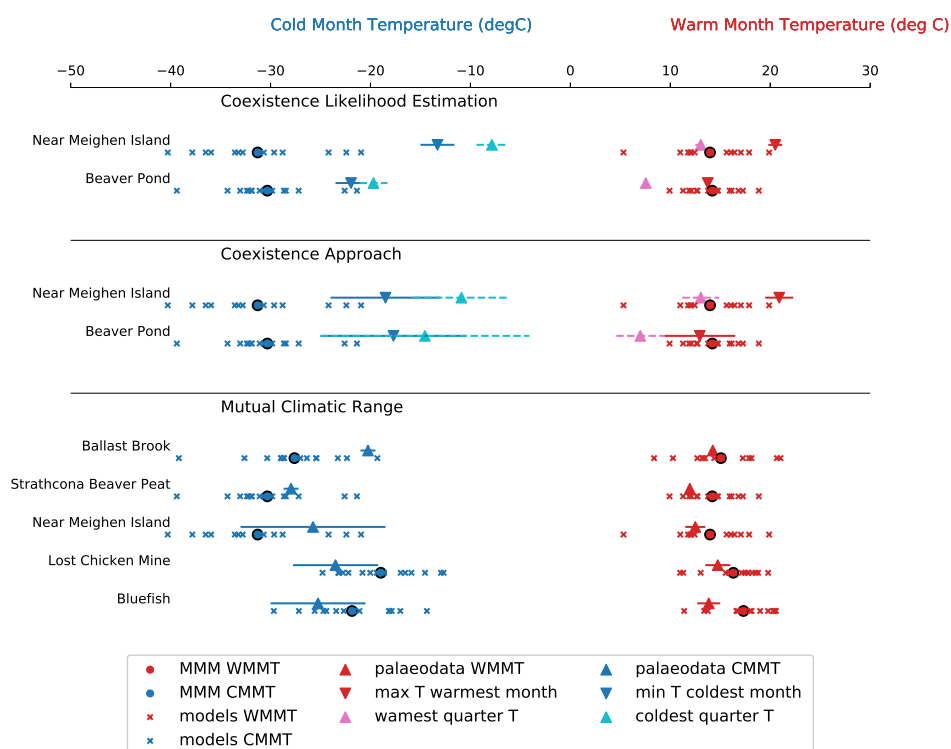 Cold Month Temperature (degC) Warm Month Temperature (deg C)
−50 −40 −30 −20 −10 0 10 20 30
Coexistence Likelihood Estimation
Near Meighen Island
Beaver Pond
Coexistence Approach
Near Meighen Island
Beaver Pond
Mutual Climatic Range
Ballast Brook
Strathcona Beaver Peat
Near Meighen Island
Lost Chicken Mine
Bluefish
MMM WMMT palaeodata WMMT palaeodata CMMT
MMM CMMT max T warmest month min T coldest month
models WMMT wamest quarter T coldest quarter T
models CMMT